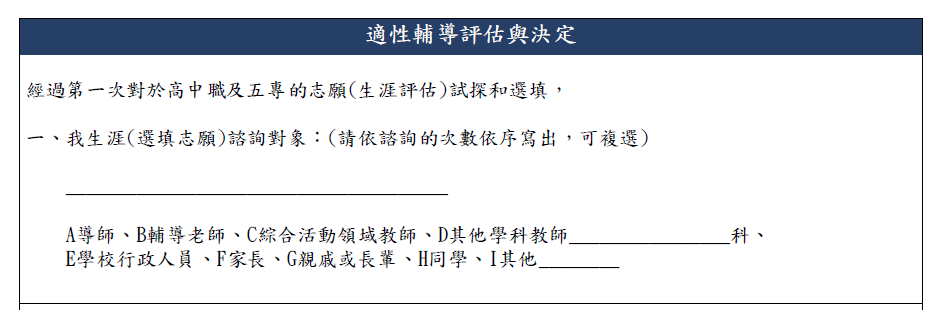 適性輔導評估與決定
經過第一次對於高中職及五專的志願(生涯評估)試探和選填，
一、我生涯(選填志願)諮詢對象：(請依諮詢的次數依序寫出，可複選)
______________________________________
A導師、B輔導老師、C綜合活動領域教師、D其他學科教師________________科、
E學校行政人員、F家長、G親戚或長輩、H同學、I其他________